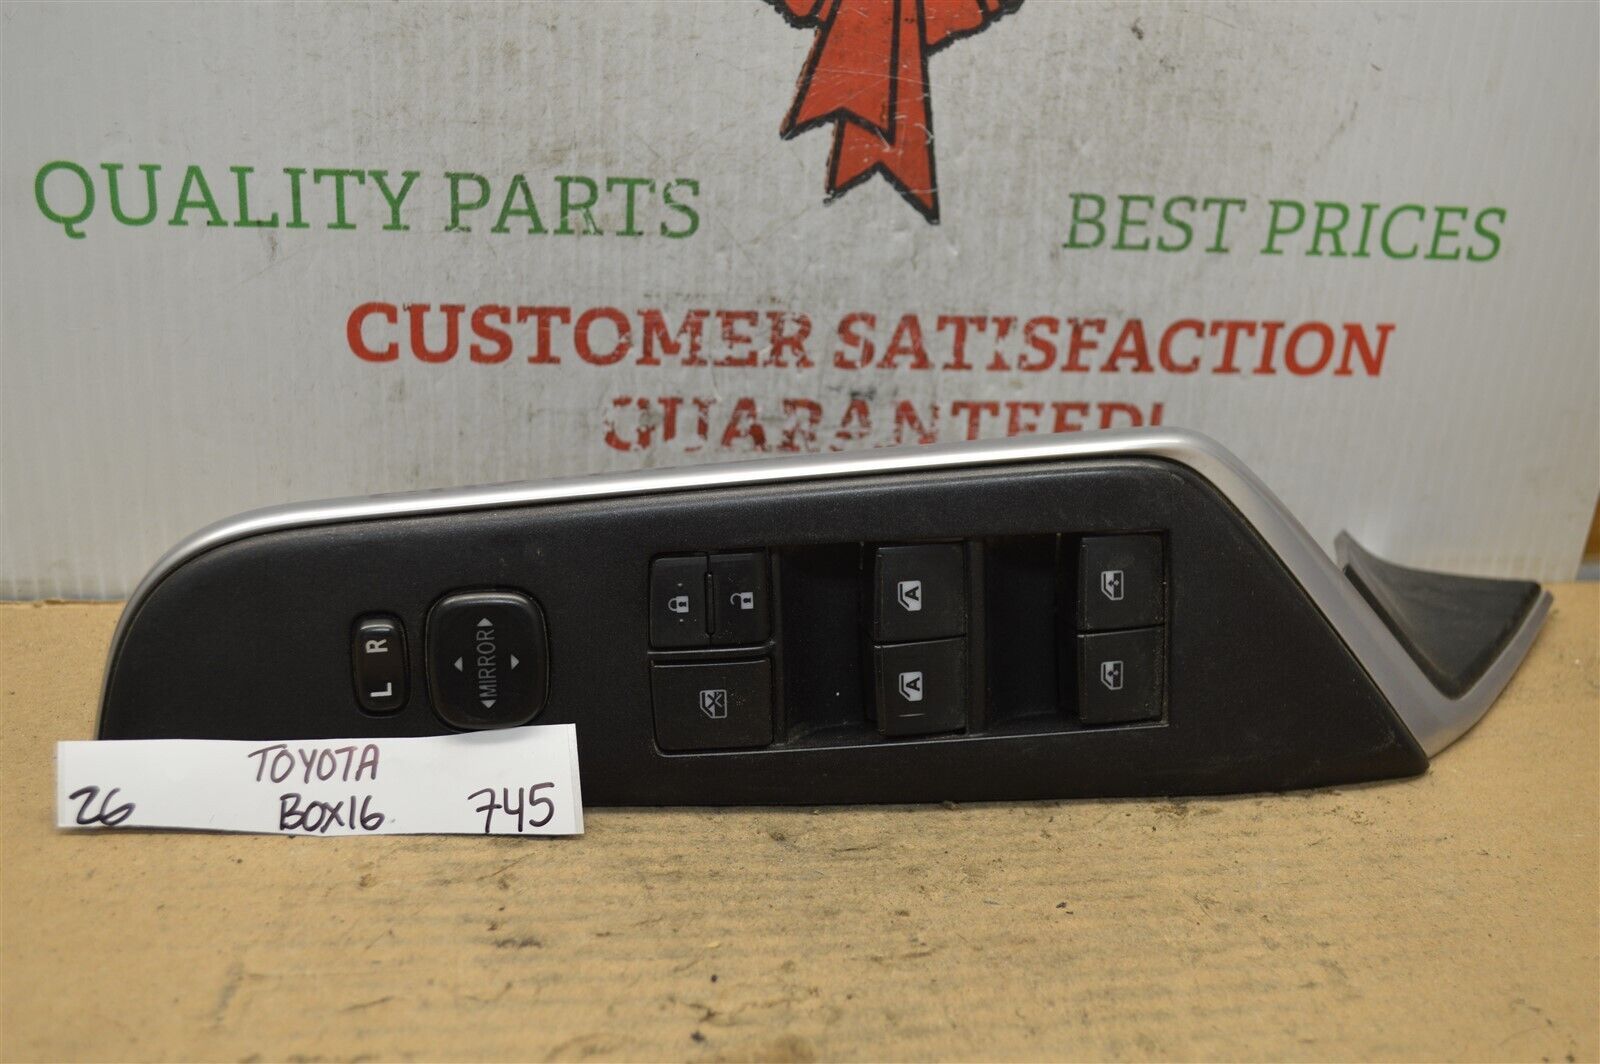 QUALITY PARTS
BEST PRICES
CUSTOMER SATISFACTION
GUARANTEED!
L R
MIRROR
A
A
TOYOTA
26 BOX16 745